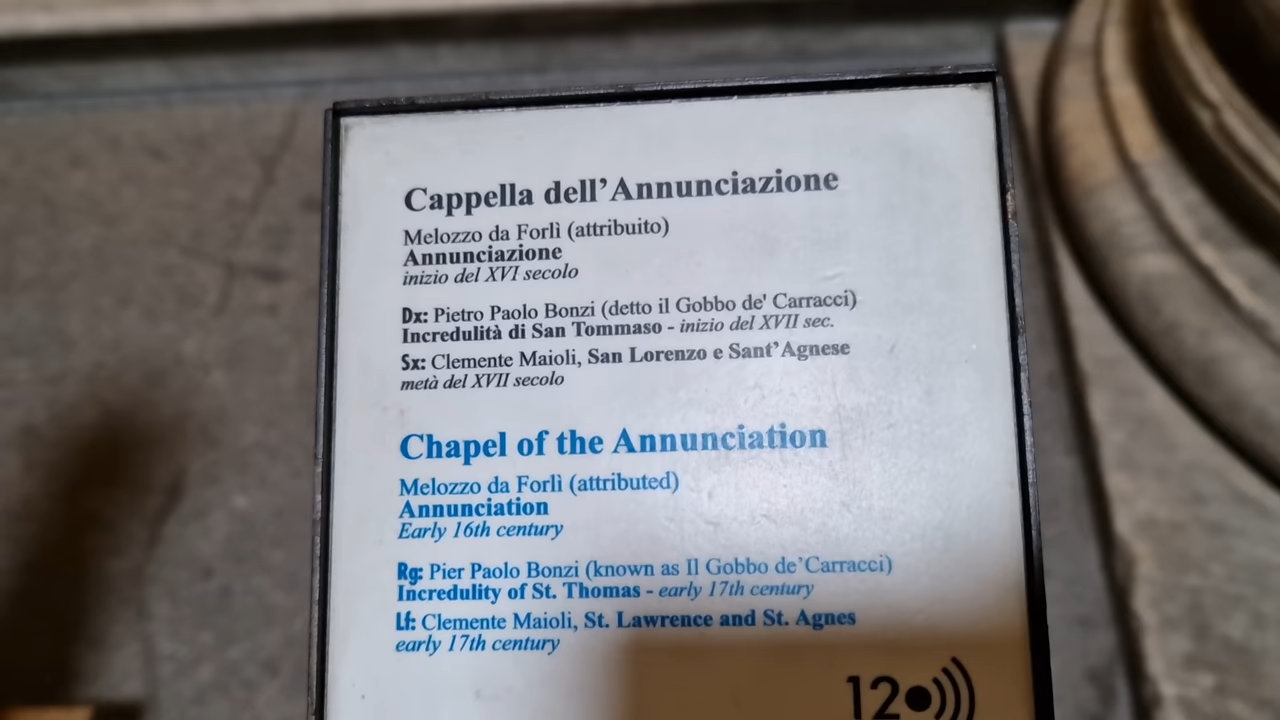 Cappella dell’Annunciazione
Melozzo da Forlì (attribuito)
Annunciazione
inizio del XVI secolo
Dx: Pietro Paolo Bonzi (detto il Gobbo de' Carracci)
Incredulità di San Tommaso - inizio del XVII sec.
Sx: Clemente Maioli, San Lorenzo e Sant’Agnese
metà del XVII secolo
Chapel of the Annunciation
Melozzo da Forlì (attributed)
Annunciation
Early 16th century
Rg: Pier Paolo Bonzi (known as Il Gobbo de’Carracci)
Incredulity of St. Thomas - early 17th century
Lf: Clemente Maioli, St. Lawrence and St. Agnes
early 17th century
12